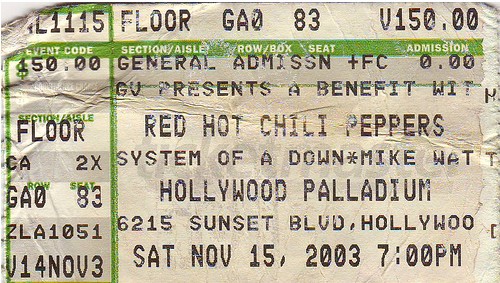 1L1115 FLOOR GA0 83 V150.00
EVENT CODE SECTION/AISLE ROW/BOX SEAT ADMISSION
$50.00 GENERAL ADMISSN +FC 0.00
GV PRESENTS A BENEFIT WIT
SECTION/AISLE
FLOOR RED HOT CHILI PEPPERS
CA 2X SYSTEM OF A DOWN*MIKE WAT
ROW SEAT
GA0 83 HOLLYWOOD PALLADIUM
ZLA1051 6215 SUNSET BLVD,HOLLYWOO
V14NOV3 SAT NOV 15, 2003 7:00PM